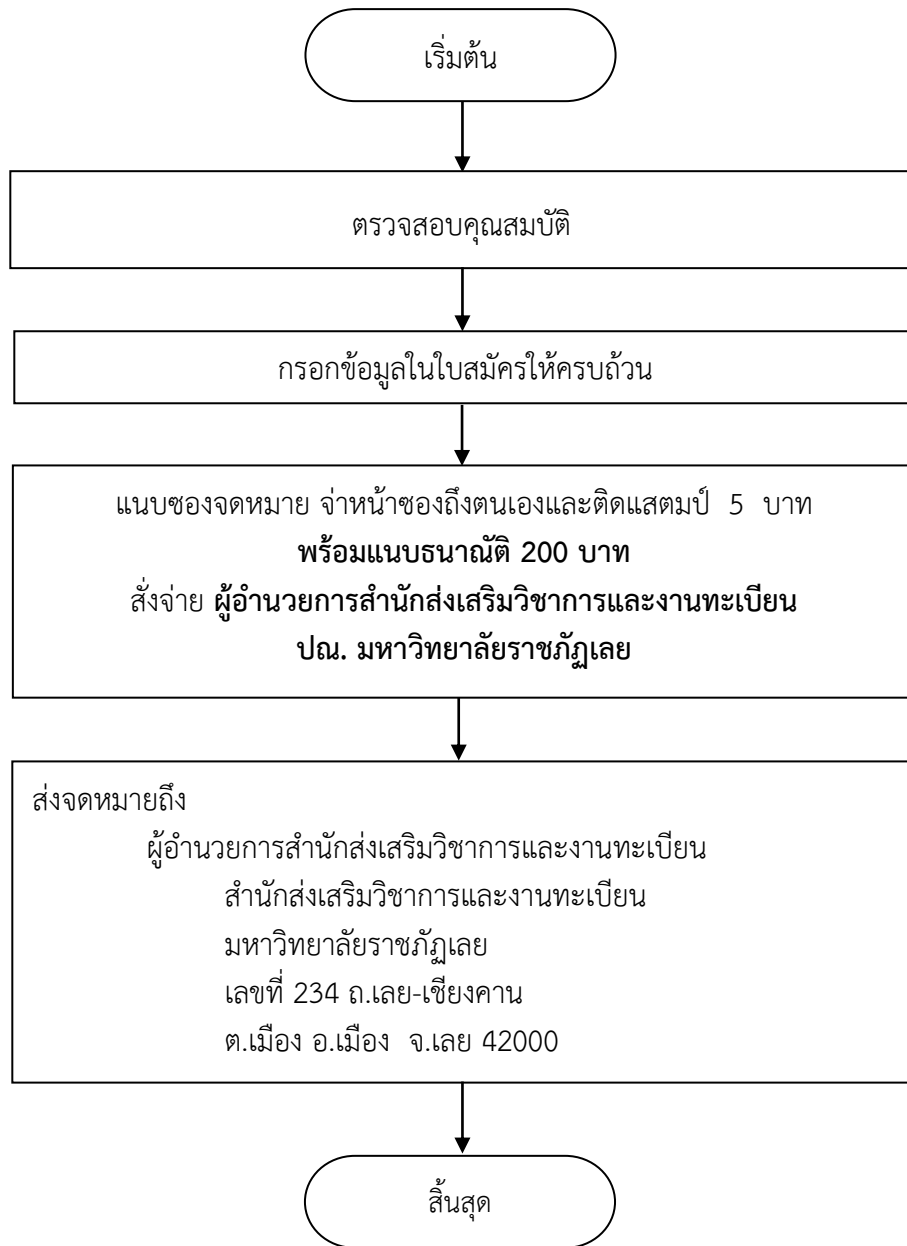 เริ่มต้น
ตรวจสอบคุณสมบัติ
กรอกข้อมูลในใบสมัครให้ครบถ้วน
แนบซองจดหมาย จ่าหน้าซองถึงตนเองและติดแสตมป์ 5 บาท
พร้อมแนบธนาณัติ 200 บาท
สั่งจ่าย ผู้อำนวยการสำนักส่งเสริมวิชาการและงานทะเบียน
ปณ. มหาวิทยาลัยราชภัฏเลย
ส่งจดหมายถึง
ผู้อำนวยการสำนักส่งเสริมวิชาการและงานทะเบียน
สำนักส่งเสริมวิชาการและงานทะเบียน
มหาวิทยาลัยราชภัฏเลย
เลขที่ 234 ถ.เลย-เชียงคาน
ต.เมือง อ.เมือง จ.เลย 42000
สิ้นสุด